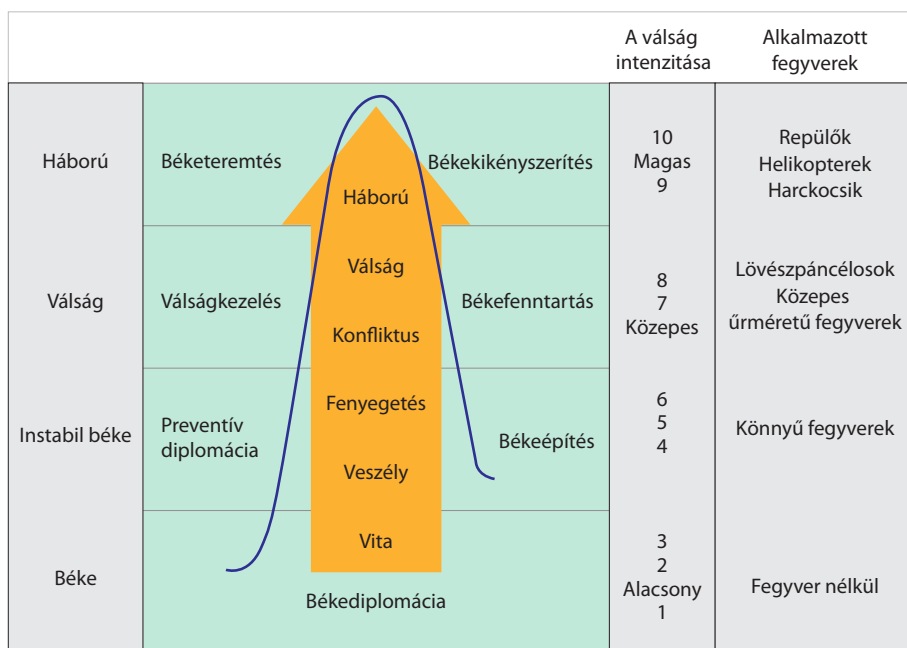 A válság
intenzitása
Alkalmazott
fegyverek
Háború
Béketeremtés
Békekikényszerítés
Háború
10
Magas
9
Repülők
Helikopterek
Harckocsik
Válság
Válságkezelés
Válság
Konfliktus
Békefenntartás
8
7
Közepes
Lövészpáncélosok
Közepes
űrméretű fegyverek
Instabil béke
Preventív
diplomácia
Fenyegetés
Veszély
Békeépítés
6
5
4
Könnyű fegyverek
Béke
Vita
Békediplomácia
3
2
Alacsony
1
Fegyver nélkül